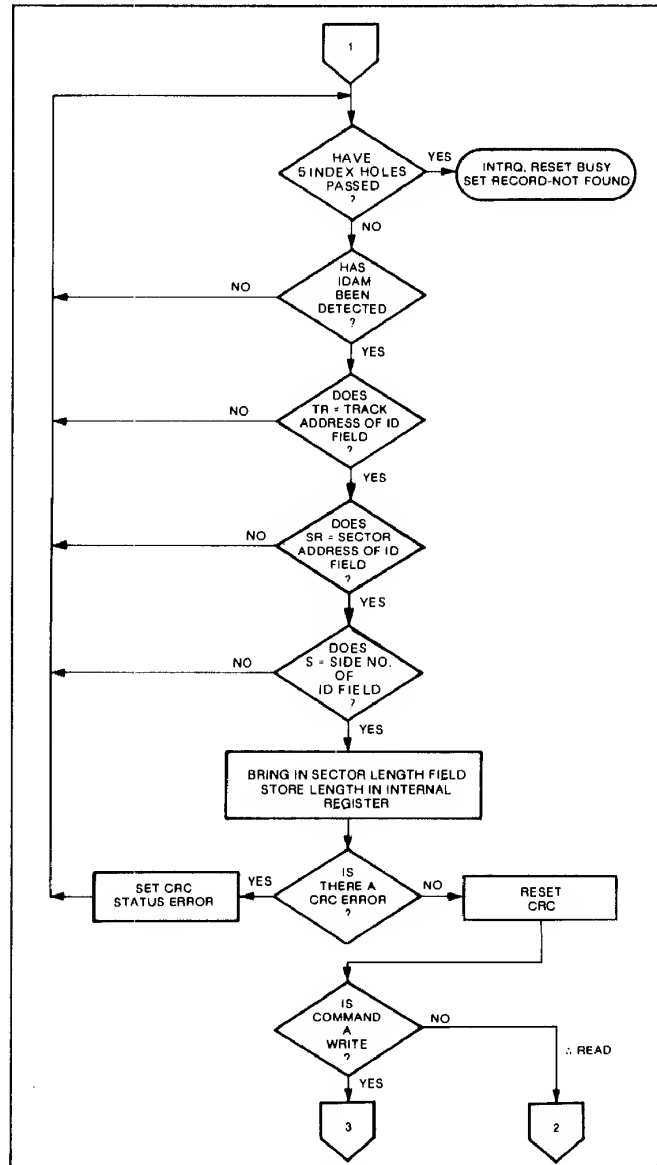 1
HAVE
5 INDEX HOLES
PASSED
?
YES
INTRQ. RESET BUSY
SET RECORD-NOT FOUND
NO
HAS
IDAM
BEEN
DETECTED
?
NO
YES
DOES
TR = TRACK
ADDRESS OF ID
FIELD
?
NO
YES
DOES
SR = SECTOR
ADDRESS OF ID
FIELD
?
NO
YES
DOES
S = SIDE NO.
OF
ID FIELD
?
NO
YES
BRING IN SECTOR LENGTH FIELD
STORE LENGTH IN INTERNAL
REGISTER
IS
THERE A
CRC ERROR
?
YES
SET CRC
STATUS ERROR
NO
RESET
CRC
IS
COMMAND
A
WRITE
?
NO
∴ READ
YES
3
2